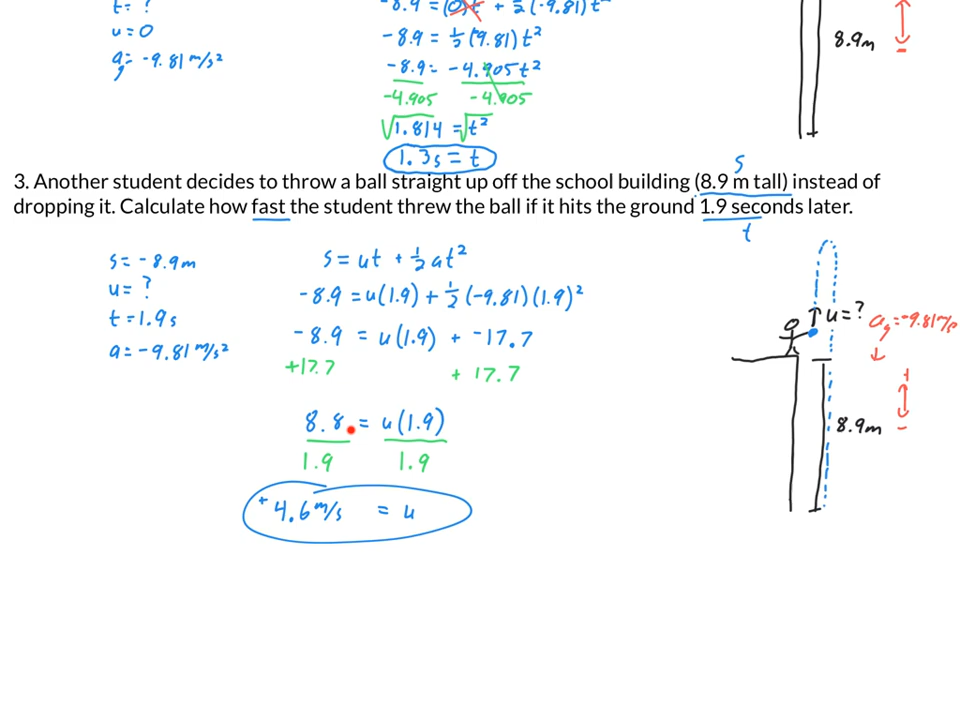 t= ?
-8.9 = (0)t + ½(-9.81)t²
u=0
-8.9 = ½(-9.81)t²
8.9m
a_g= -9.81 m/s²
-8.9= -4.905t²
-4.905 -4.905
√1.814 = √t²
1.3s = t
s
3. Another student decides to throw a ball straight up off the school building (8.9 m tall) instead of
dropping it. Calculate how fast the student threw the ball if it hits the ground 1.9 seconds later.
t
s= -8.9m
s = ut + ½at²
u= ?
-8.9 = u(1.9) + ½(-9.81)(1.9)²
t=1.9s
u=?
a_g=-9.81m/s
-8.9 = u(1.9) + -17.7
a= -9.81 m/s²
+17.7 + 17.7
+
8.8 = u(1.9)
8.9m
-
1.9 1.9
+4.6 m/s = u